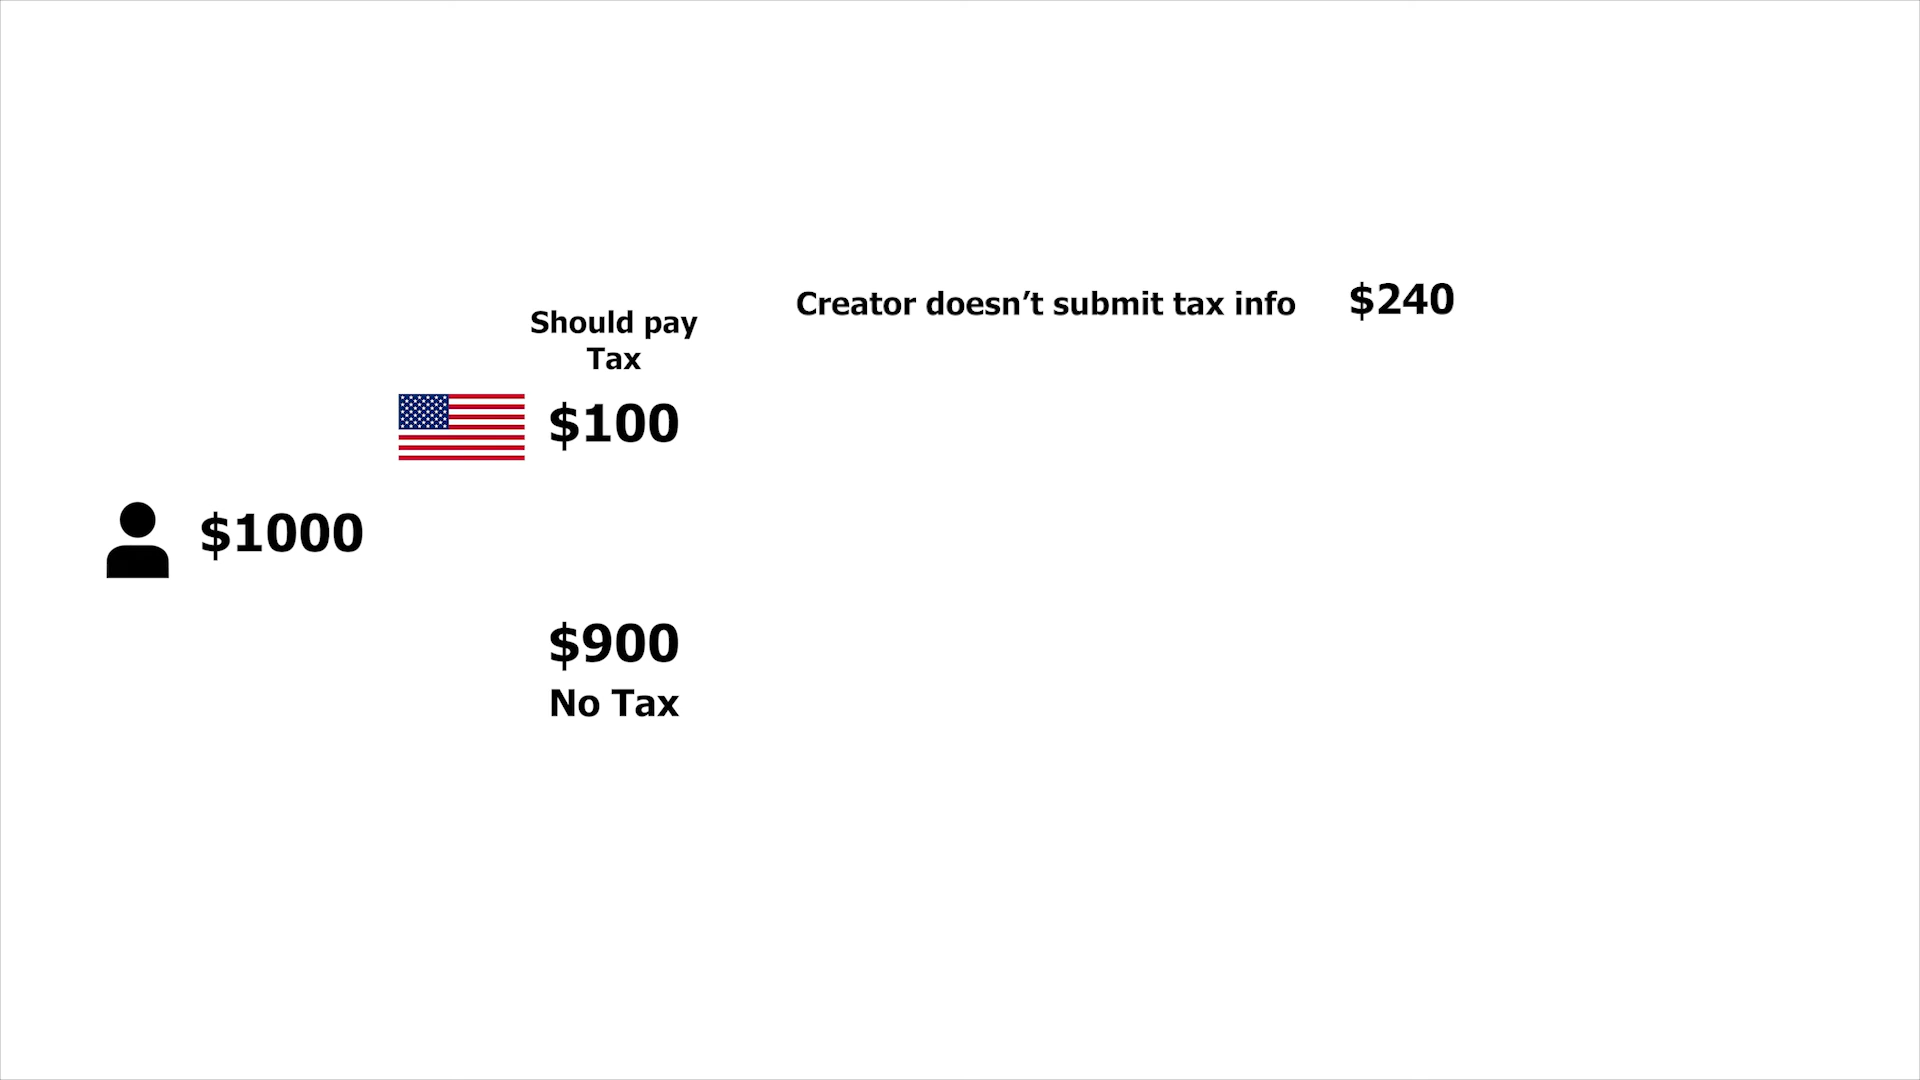 Creator doesn’t submit tax info $240
Should pay
Tax
$100
$1000
$900
No Tax